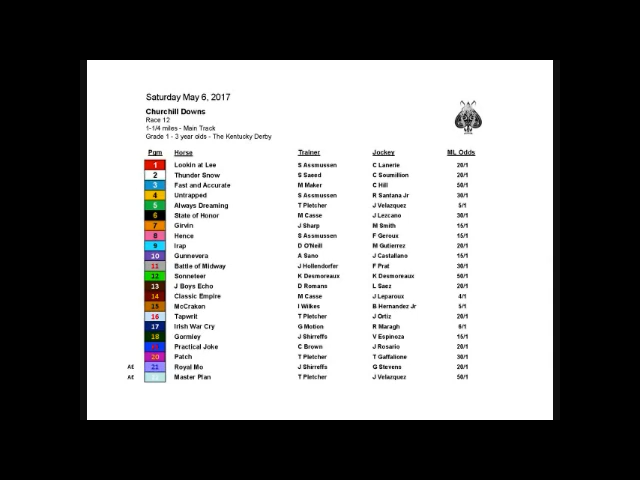 Saturday May 6, 2017
Churchill Downs
Race 12
1-1/4 miles - Main Track
Grade 1 - 3 year olds - The Kentucky Derby
Pgm Horse Trainer Jockey ML Odds
1 Lookin at Lee S Assmussen C Lanerie 20/1
2 Thunder Snow S Saeed C Soumillion 20/1
3 Fast and Accurate M Maker C Hill 50/1
4 Untrapped S Assmussen R Santana Jr 30/1
5 Always Dreaming T Pletcher J Velazquez 5/1
6 State of Honor M Casse J Lezcano 30/1
7 Girvin J Sharp M Smith 15/1
8 Hence S Assmussen F Geroux 15/1
9 Irap D O'Neill M Gutierrez 20/1
10 Gunnevera A Sano J Castallano 15/1
11 Battle of Midway J Hollendorfer F Prat 30/1
12 Sonneteer K Desmoreaux K Desmoreaux 50/1
13 J Boys Echo D Romans L Saez 20/1
14 Classic Empire M Casse J Leparoux 4/1
15 McCraken I Wilkes B Hernandez Jr 5/1
16 Tapwrit T Pletcher J Ortiz 20/1
17 Irish War Cry G Motion R Maragh 6/1
18 Gormley J Shirreffs V Espinoza 15/1
Practical Joke C Brown J Rosario 20/1
20 Patch T Pletcher T Gaffalione 30/1
AE 21 Royal Mo J Shirreffs G Stevens 20/1
AE Master Plan T Pletcher J Velazquez 50/1